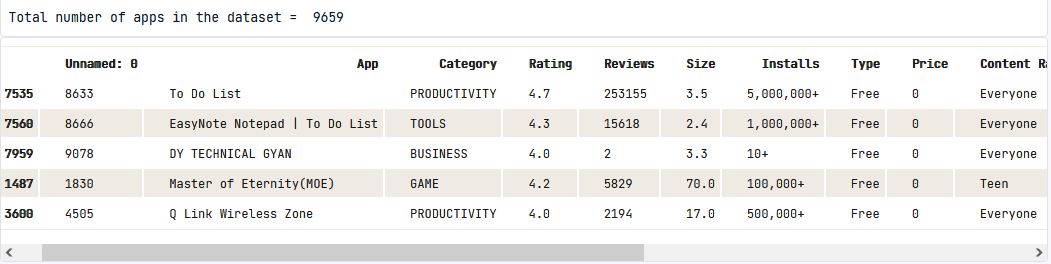 Total number of apps in the dataset =  9659
Unnamed: 0 App Category Rating Reviews Size Installs Type Price Content Ra
7535 8633 To Do List PRODUCTIVITY 4.7 253155 3.5 5,000,000+ Free 0 Everyone
7560 8666 EasyNote Notepad | To Do List TOOLS 4.3 15618 2.4 1,000,000+ Free 0 Everyone
7959 9078 DY TECHNICAL GYAN BUSINESS 4.0 2 3.3 10+ Free 0 Everyone
1487 1830 Master of Eternity(MOE) GAME 4.2 5829 70.0 100,000+ Free 0 Teen
3600 4505 Q Link Wireless Zone PRODUCTIVITY 4.0 2194 17.0 500,000+ Free 0 Everyone